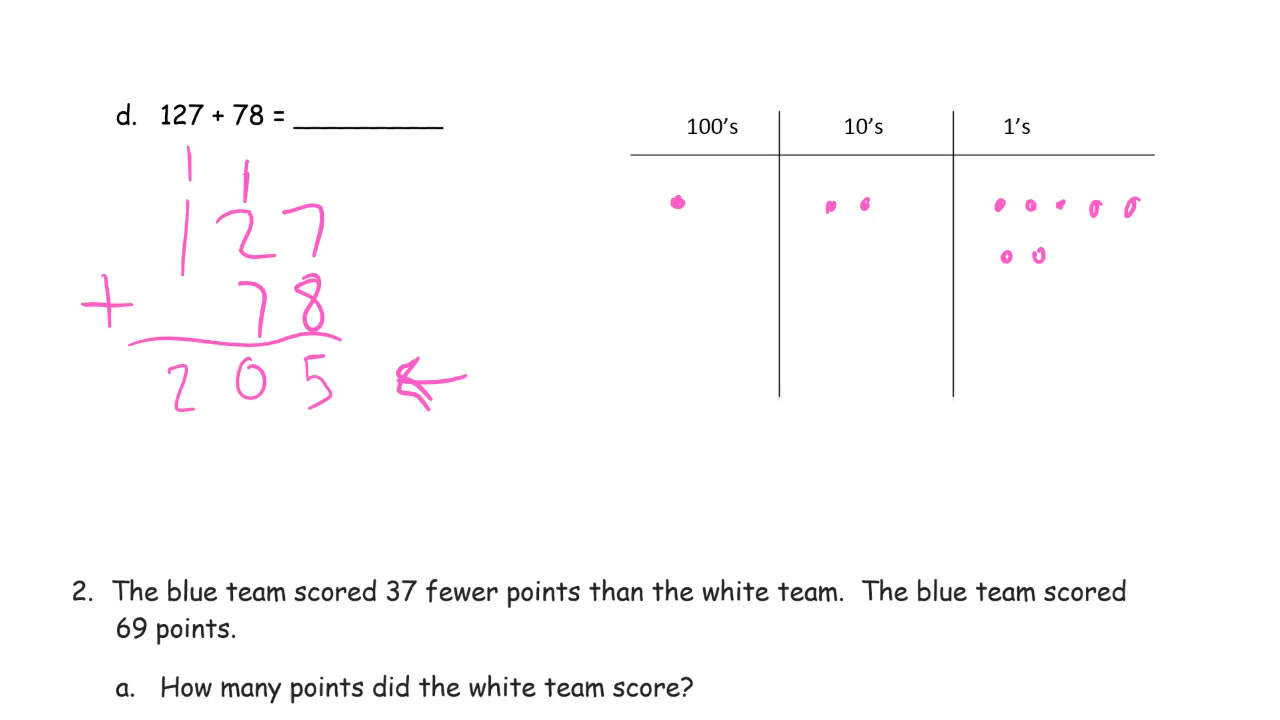 d. 127 + 78 = __________
100's 10's 1's
1 1
127
+ 78
205
2. The blue team scored 37 fewer points than the white team. The blue team scored
69 points.
a. How many points did the white team score?